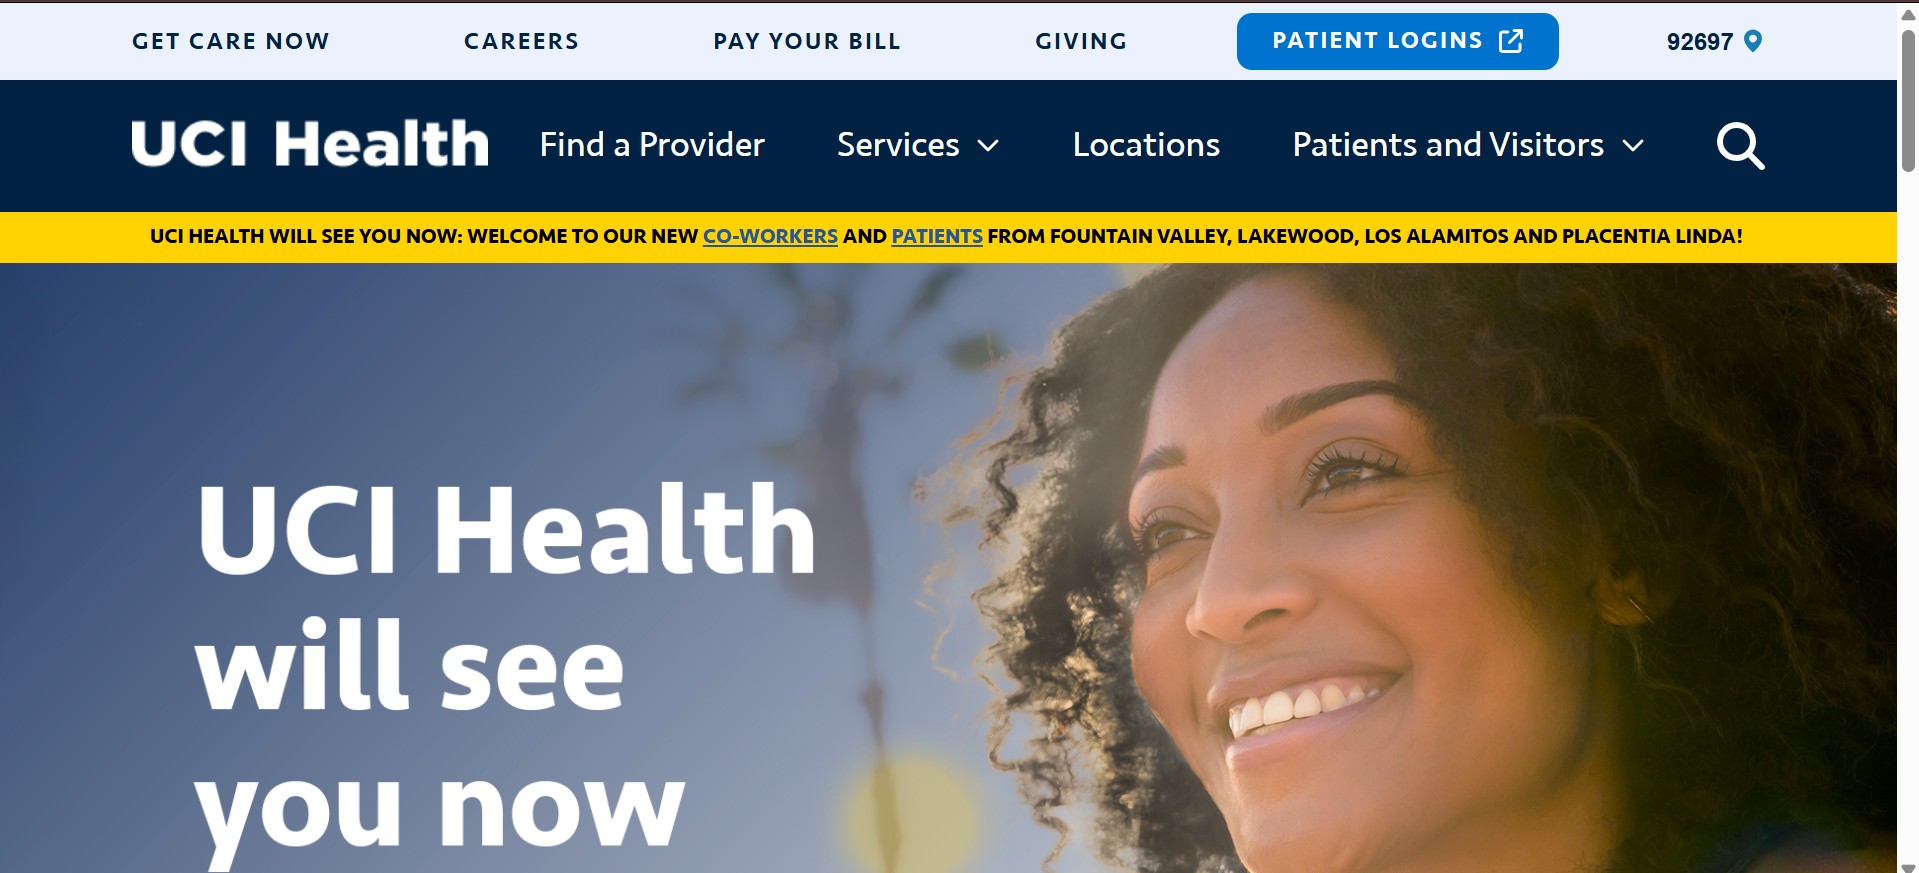 GET CARE NOW CAREERS PAY YOUR BILL GIVING PATIENT LOGINS 92697
UCI Health Find a Provider Services Locations Patients and Visitors
UCI HEALTH WILL SEE YOU NOW: WELCOME TO OUR NEW CO-WORKERS AND PATIENTS FROM FOUNTAIN VALLEY, LAKEWOOD, LOS ALAMITOS AND PLACENTIA LINDA!
UCI Health
will see
you now